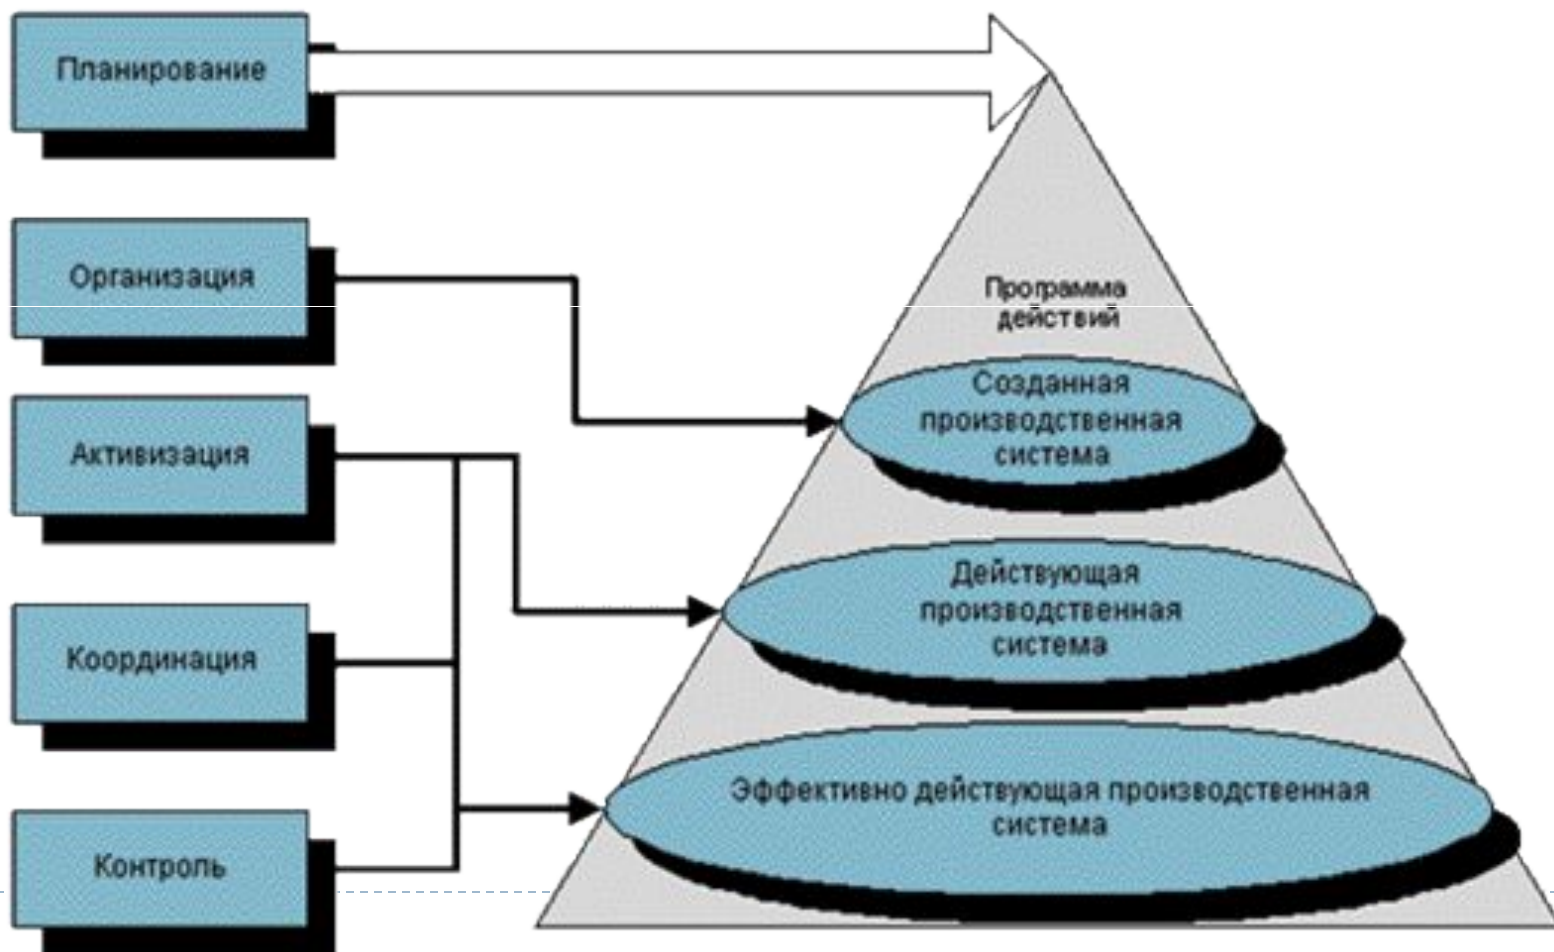 Планирование
Организация
Активизация
Координация
Контроль
Программа
действий
Созданная
производственная
система
Действующая
производственная
система
Эффективно действующая производственная
система